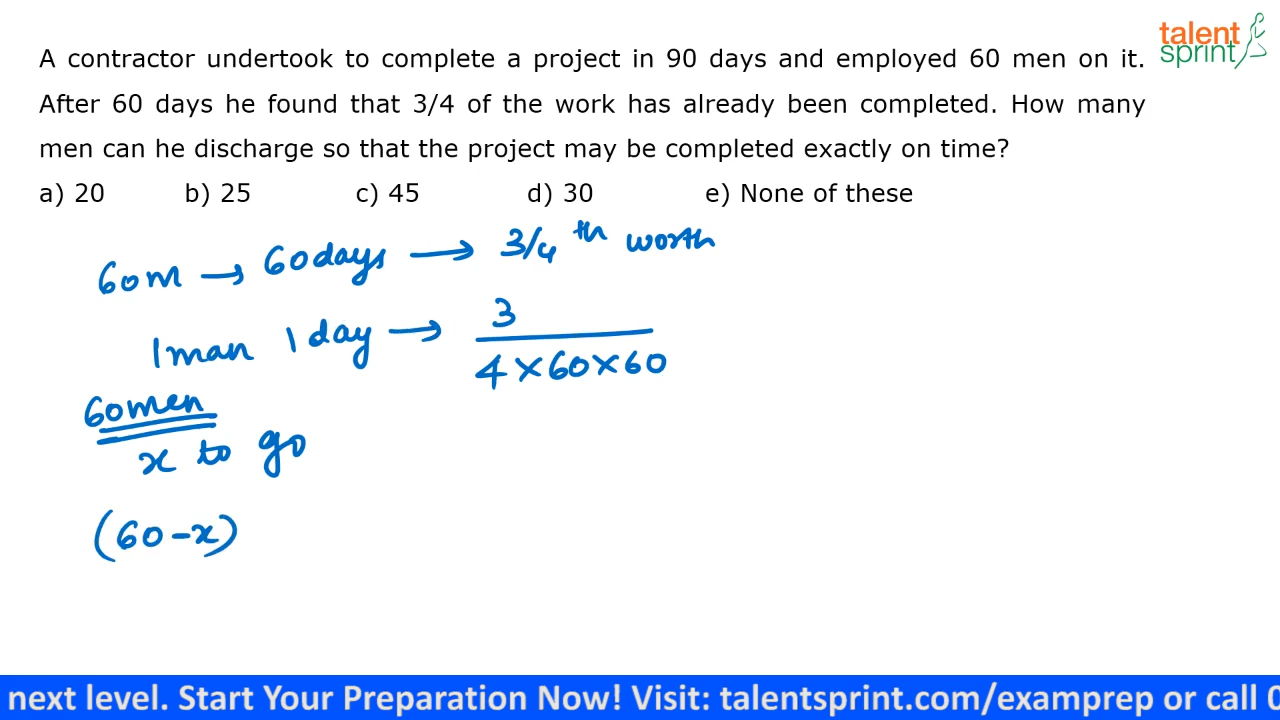 talent
sprint
A contractor undertook to complete a project in 90 days and employed 60 men on it.
After 60 days he found that 3/4 of the work has already been completed. How many
men can he discharge so that the project may be completed exactly on time?
a) 20 b) 25 c) 45 d) 30 e) None of these
60m → 60days → 3/4 th worth
1man 1day → 3
4×60×60
60men
x to go
(60-x)
next level. Start Your Preparation Now! Visit: talentsprint.com/examprep or call 0